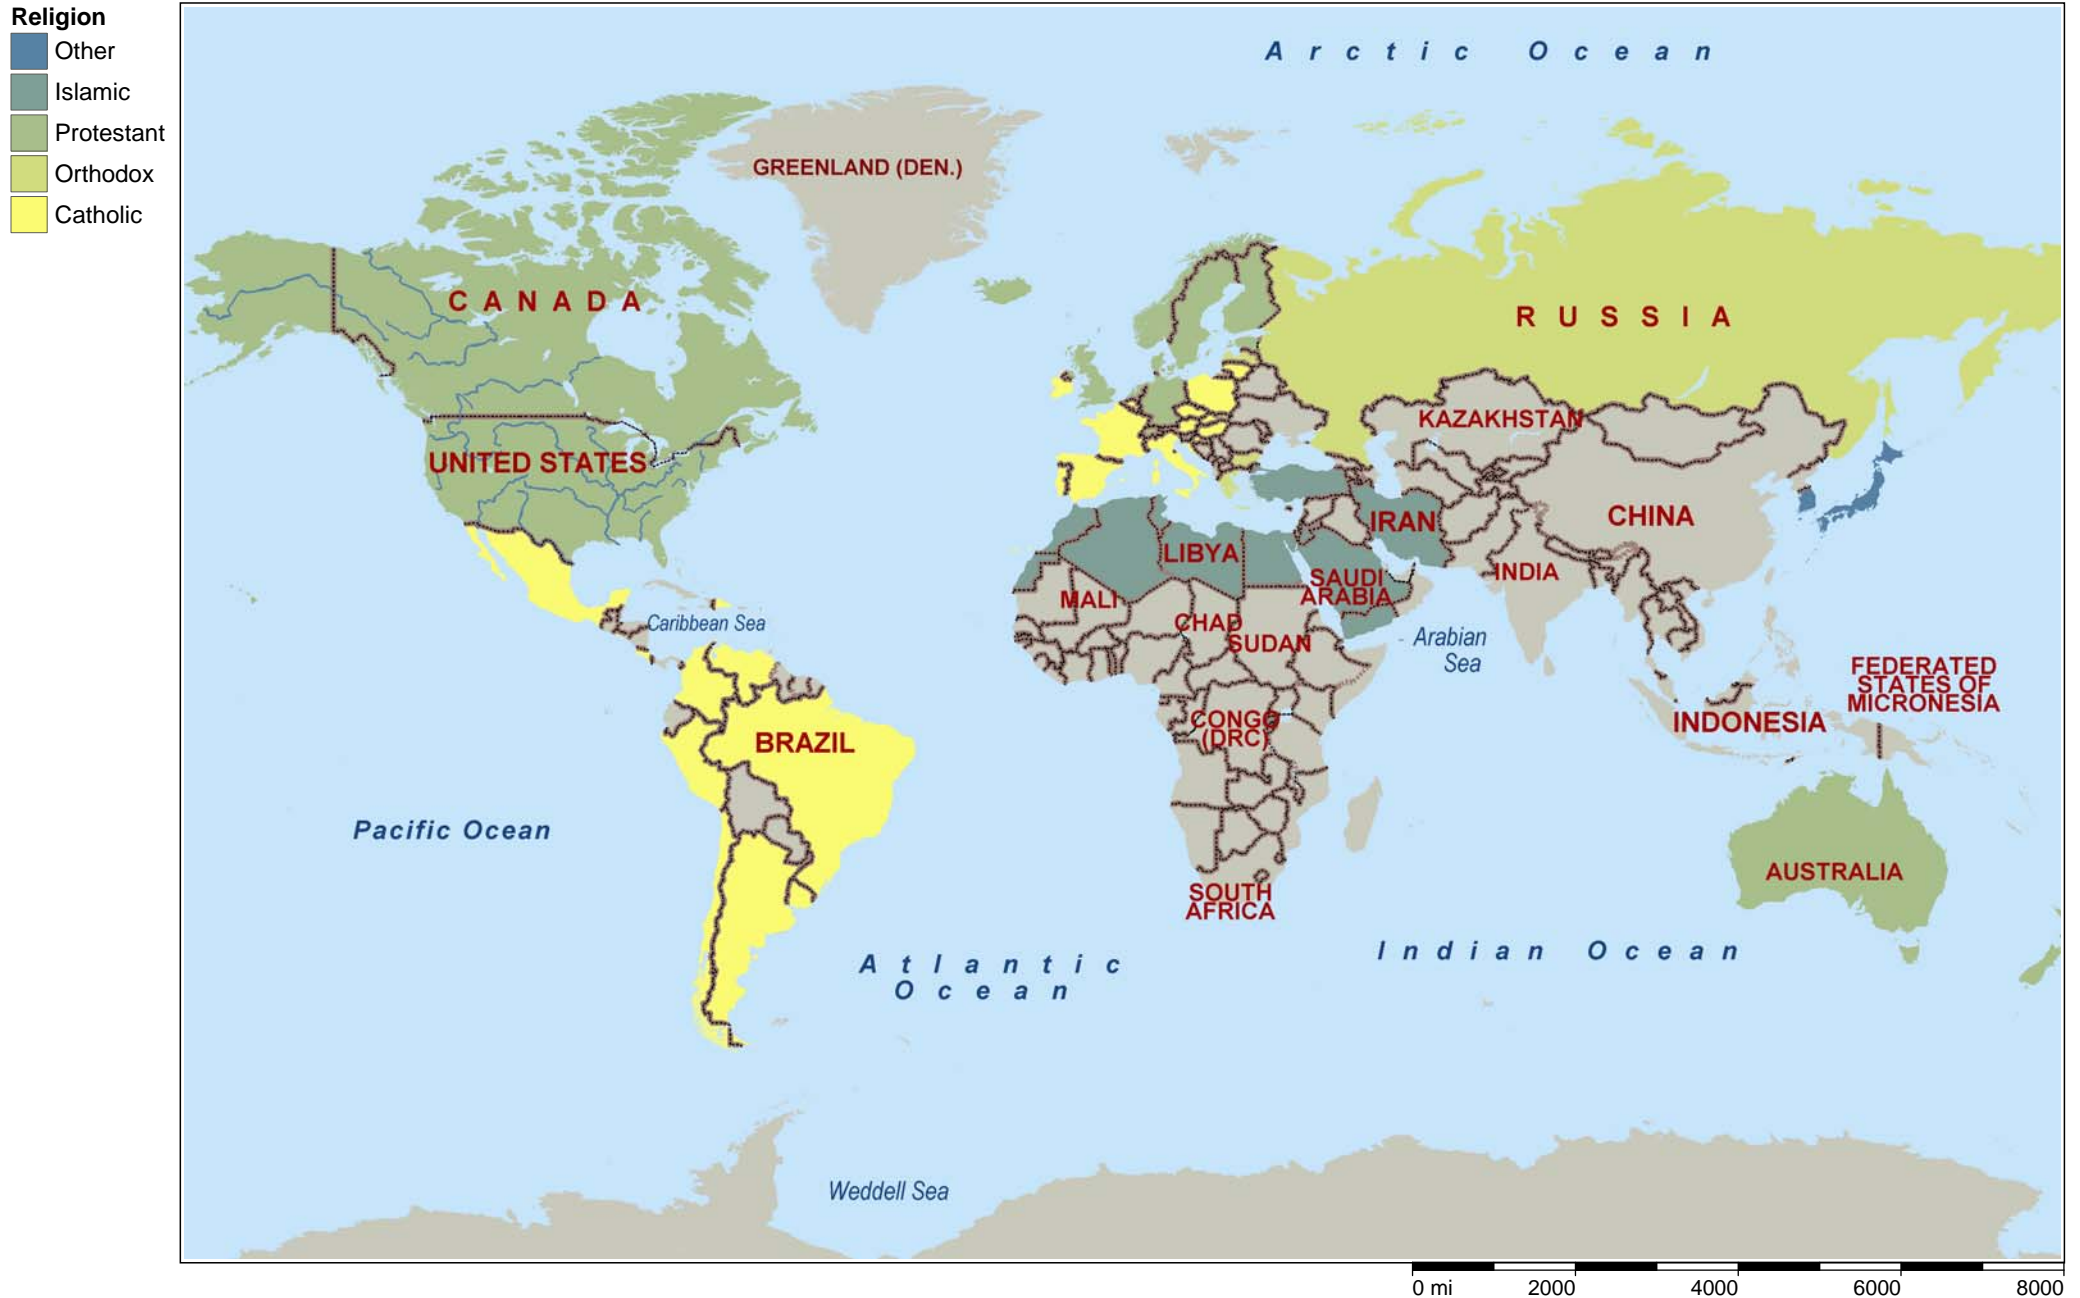 Religion
Other
Islamic
Protestant
Orthodox
Catholic
Arctic Ocean
GREENLAND (DEN.)
CANADA
RUSSIA
KAZAKHSTAN
UNITED STATES
CHINA
IRAN
LIBYA
INDIA
SAUDI
ARABIA
MALI
CHAD
SUDAN
Caribbean Sea
Arabian
Sea
FEDERATED
STATES OF
MICRONESIA
CONGO
(DRC)
INDONESIA
BRAZIL
Pacific Ocean
AUSTRALIA
SOUTH
AFRICA
Atlantic
Ocean
Indian Ocean
Weddell Sea
0 mi 2000 4000 6000 8000